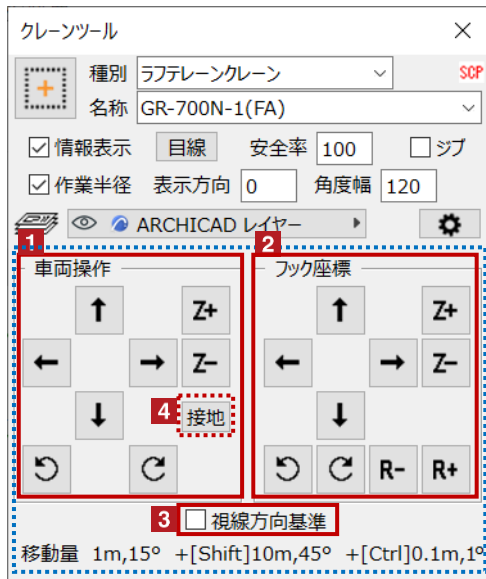 クレーンツール
種別 ラフテレーンクレーン SCP
名称 GR-700N-1(FA)
情報表示 目線 安全率 100 ジブ
作業半径 表示方向 0 角度幅 120
ARCHICAD レイヤー
1 2
車両操作 フック座標
Z+ Z+
Z- Z-
4 接地
R- R+
3 視線方向基準
移動量 1m,15° +[Shift]10m,45° +[Ctrl]0.1m,1°